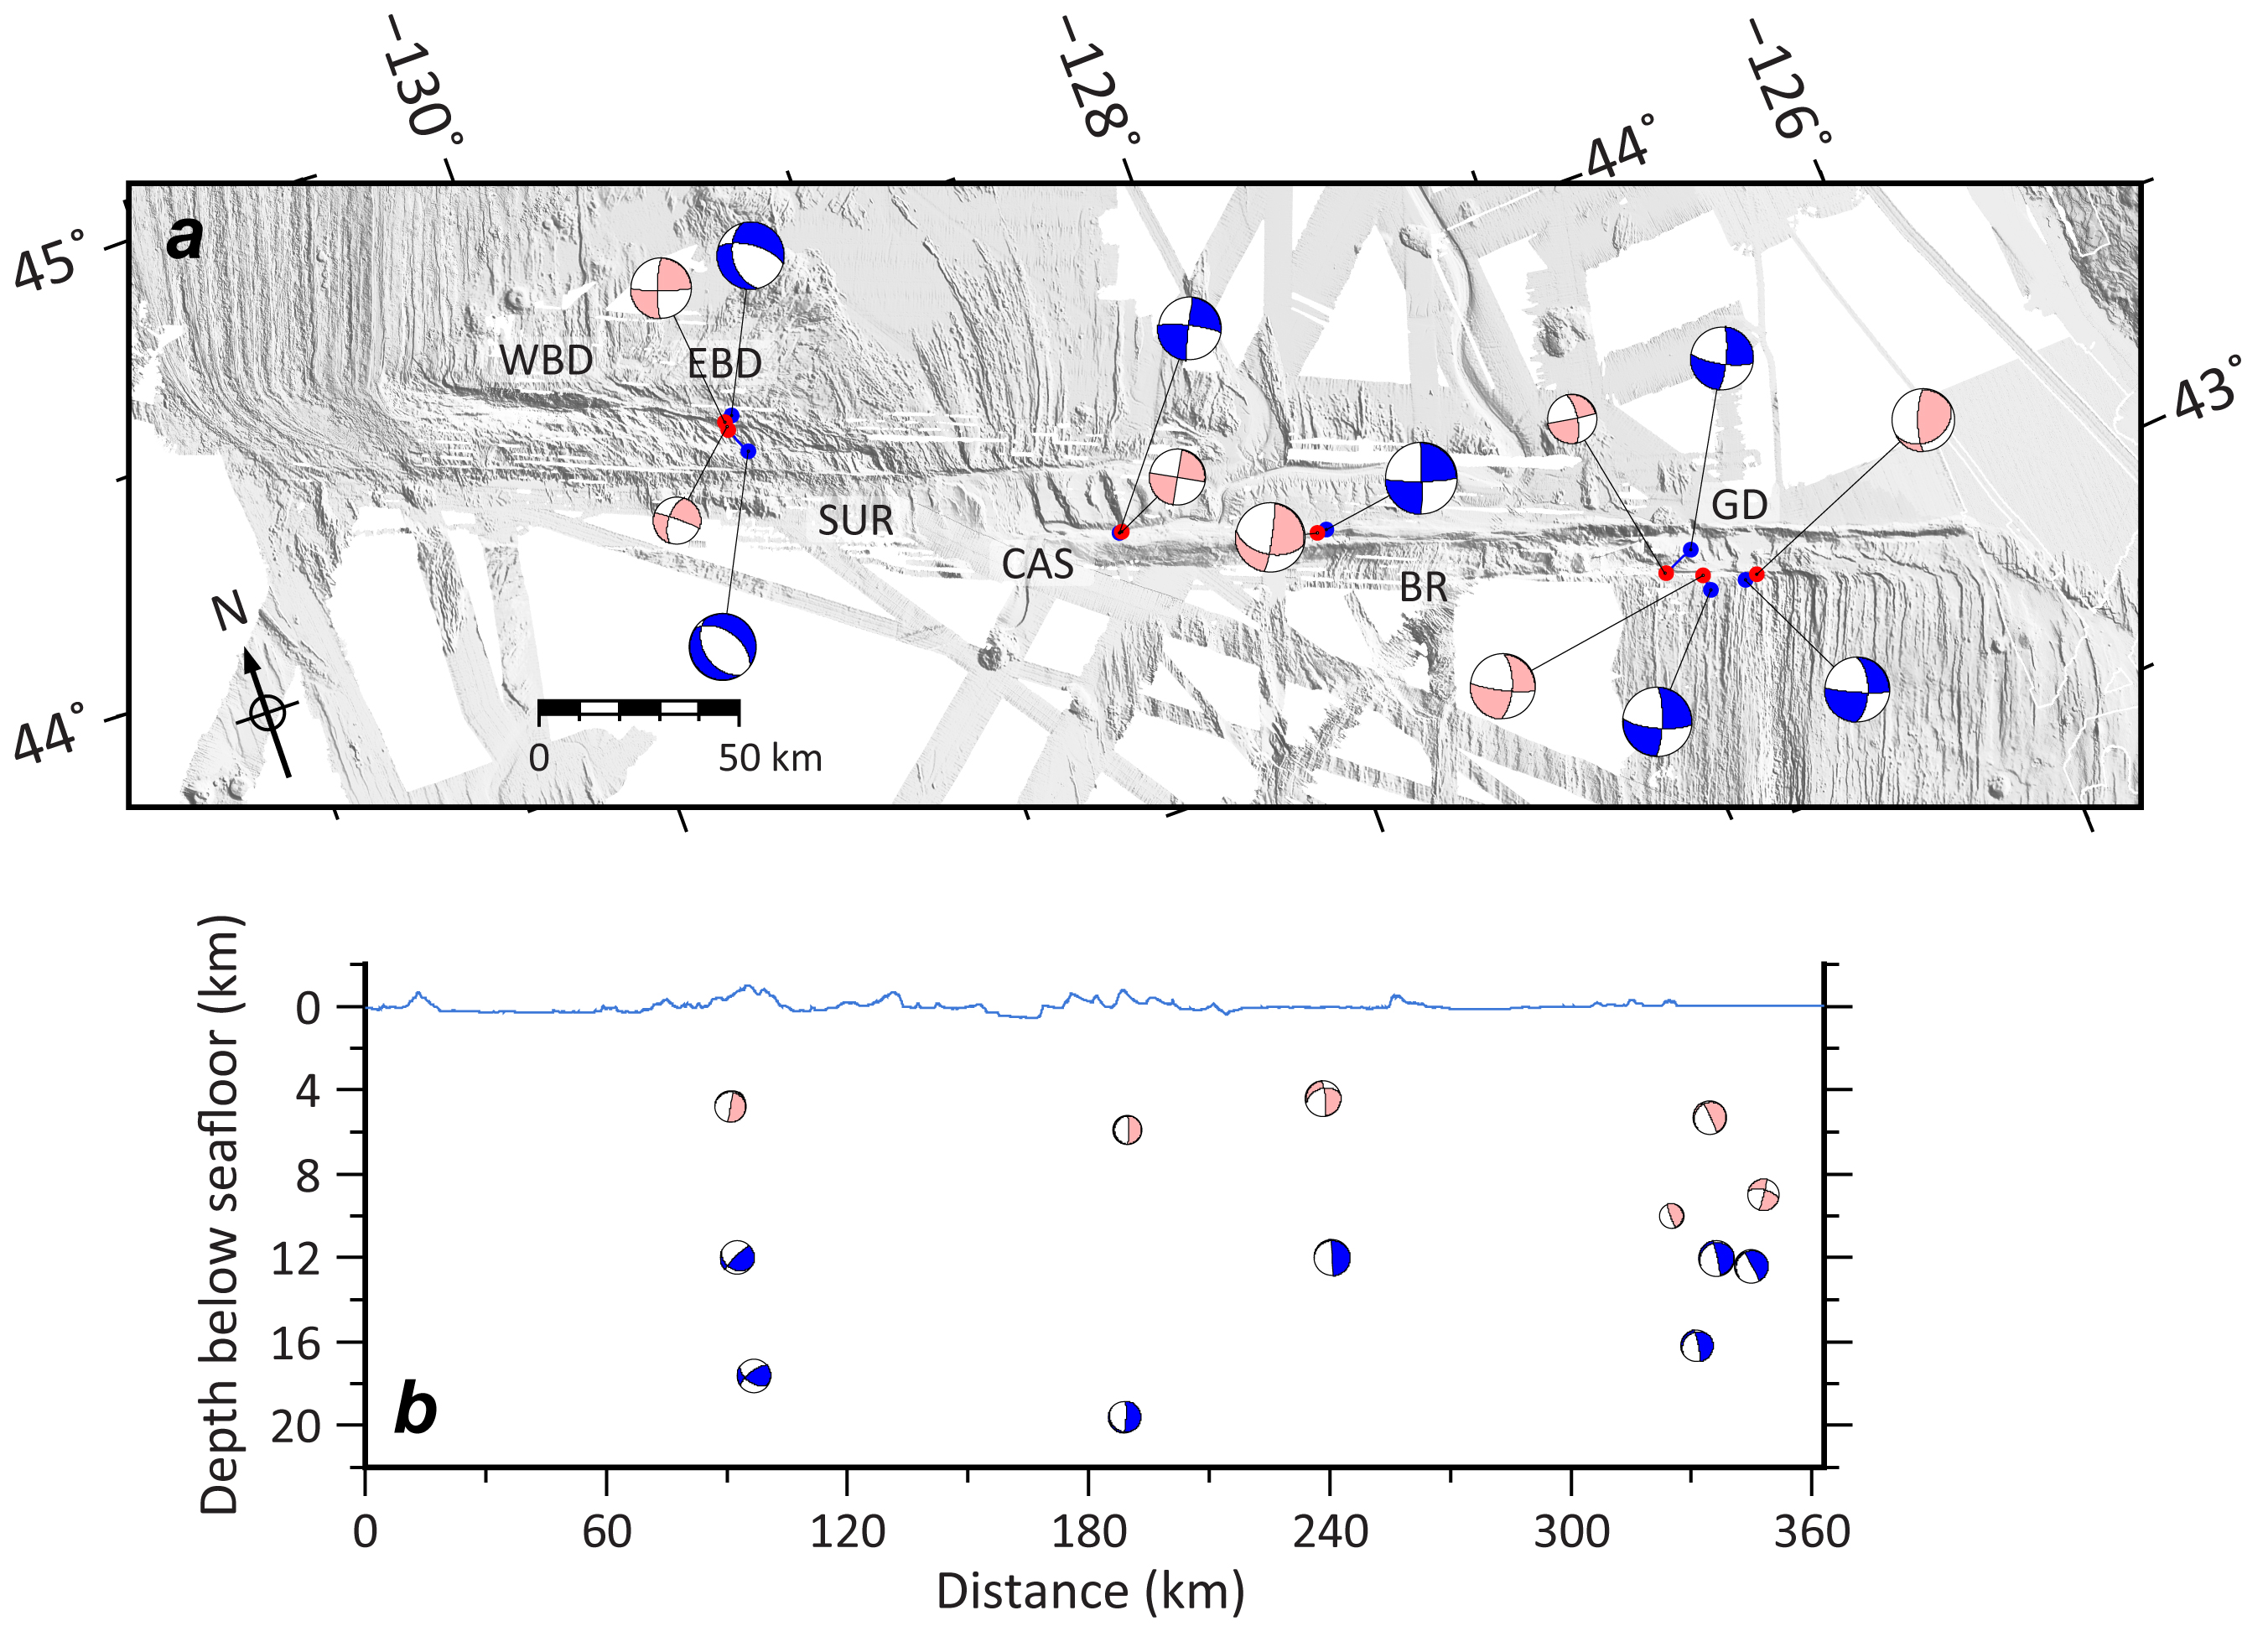 −130°
−128°
−126°
44°
a
45°
WBD
EBD
43°
GD
SUR
CAS
BR
N
44°
0
50 km
Depth below seafloor (km)
0
4
8
12
16
20
b
0
60
120
180
240
300
360
Distance (km)